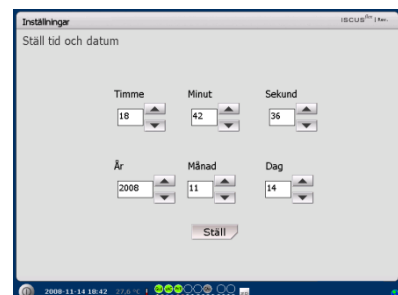 Inställningar
Ställ tid och datum
Timme Minut Sekund
18 42 36
År Månad Dag
2008 11 14
Ställ
2008-11-14 18:42 27,6 °C